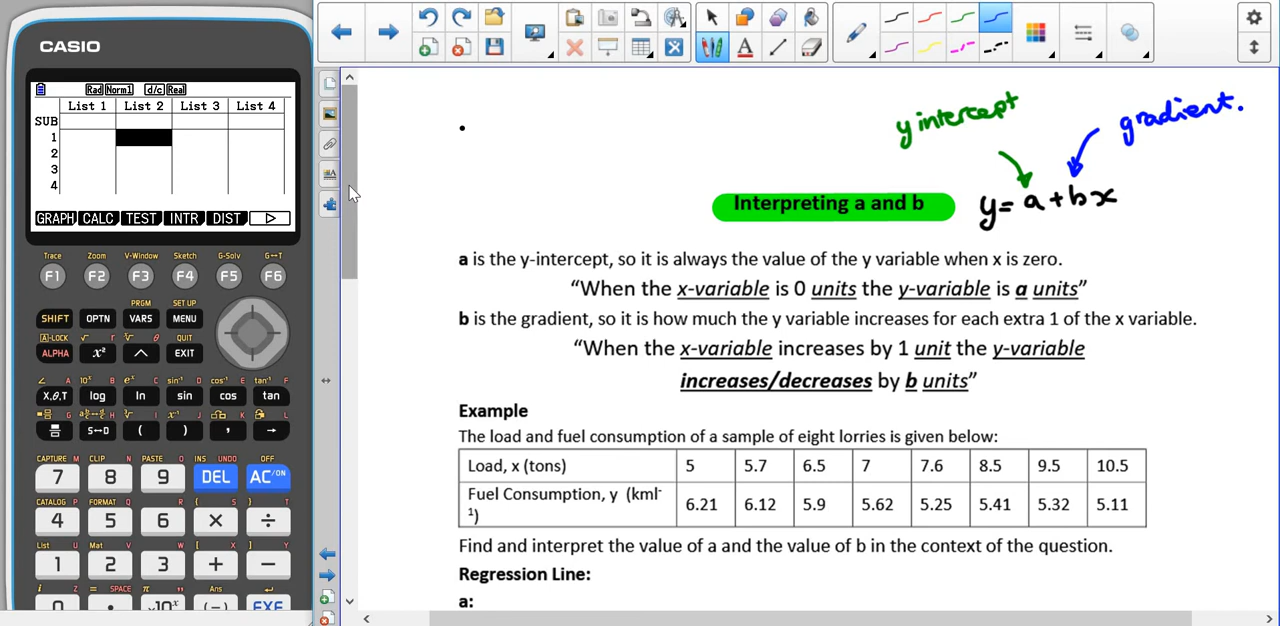 CASIO
Rad Norm1 d/c Real
List 1 List 2 List 3 List 4
SUB
1
2
3
4
GRAPH CALC TEST INTR DIST
Trace Zoom V-Window Sketch G-Solv G↔T
F1 F2 F3 F4 F5 F6
PRGM SET UP
SHIFT OPTN VARS MENU
A-LOCK √ r ∛ θ QUIT
ALPHA x² ^ EXIT
∠ A 10ˣ B eˣ C sin⁻¹ D cos⁻¹ E tan⁻¹ F
X,θ,T log ln sin cos tan
G H I J K L
S↔D ( ) , →
CAPTURE M CLIP N PASTE O INS UNDO OFF
7 8 9 DEL AC/ON
CATALOG P FORMAT Q R { S } T
4 5 6 × ÷
List U Mat V W [ X ] Y
1 2 3 + −
i Z = SPACE π " Ans
0 • ×10ˣ (−) EXE
y intercept
gradient.
Interpreting a and b
y= a+bx
a is the y-intercept, so it is always the value of the y variable when x is zero.
“When the x-variable is 0 units the y-variable is a units”
b is the gradient, so it is how much the y variable increases for each extra 1 of the x variable.
“When the x-variable increases by 1 unit the y-variable
increases/decreases by b units”
Example
The load and fuel consumption of a sample of eight lorries is given below:
Load, x (tons) 5 5.7 6.5 7 7.6 8.5 9.5 10.5
Fuel Consumption, y (kml-
1) 6.21 6.12 5.9 5.62 5.25 5.41 5.32 5.11
Find and interpret the value of a and the value of b in the context of the question.
Regression Line:
a: